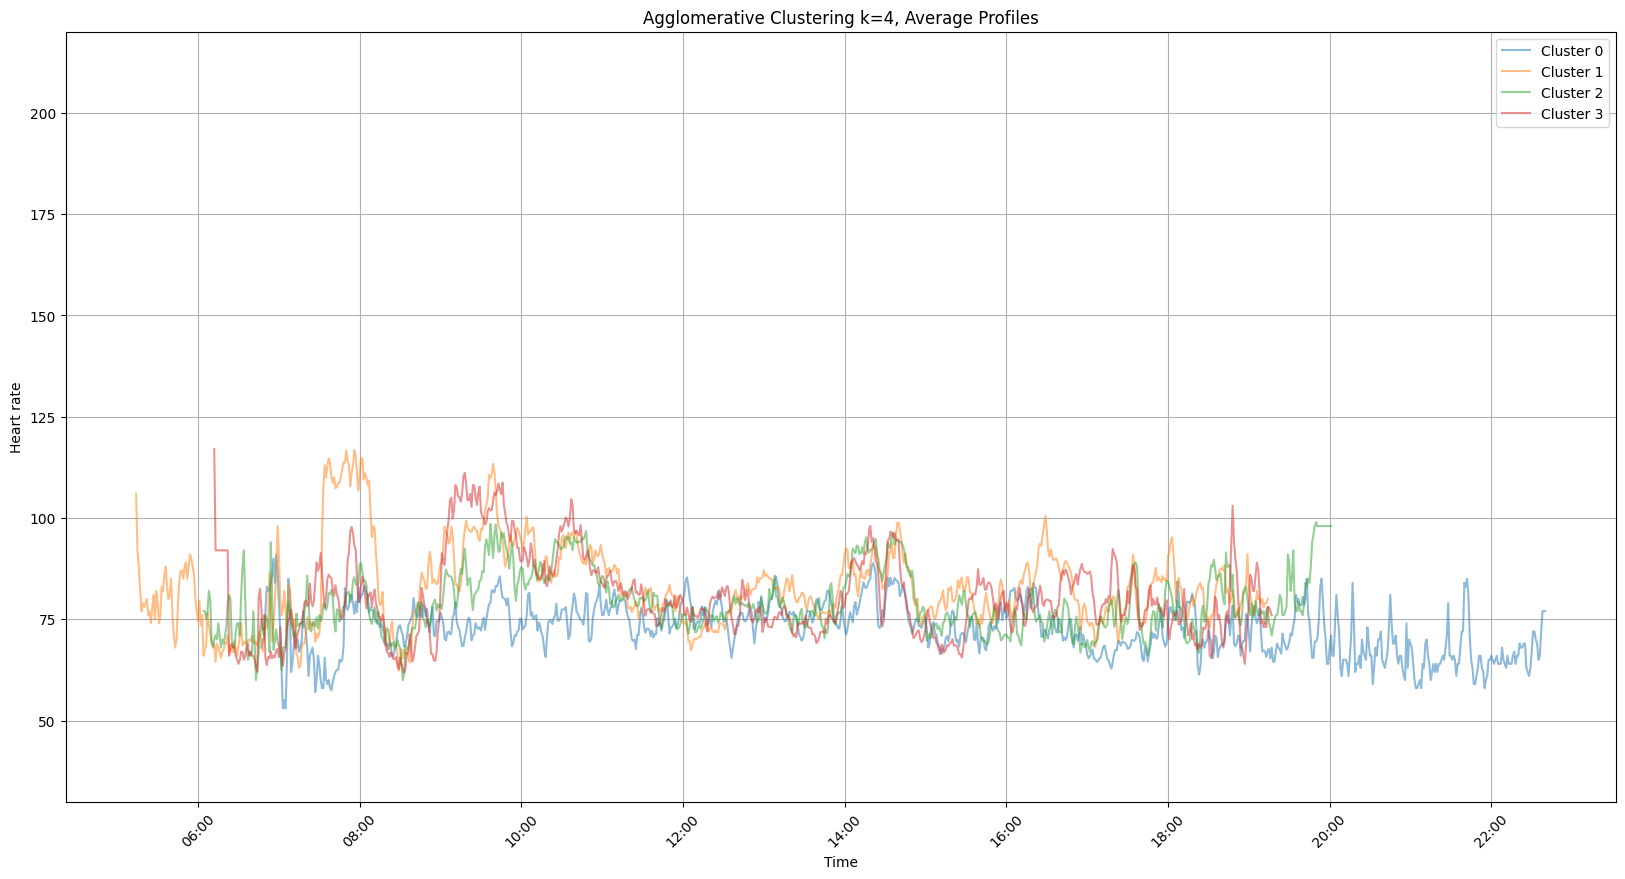 Agglomerative Clustering k=4, Average Profiles
Cluster 0
Cluster 1
Cluster 2
Cluster 3
Heart rate
200
175
150
125
100
75
50
06:00
08:00
10:00
12:00
14:00
16:00
18:00
20:00
22:00
Time